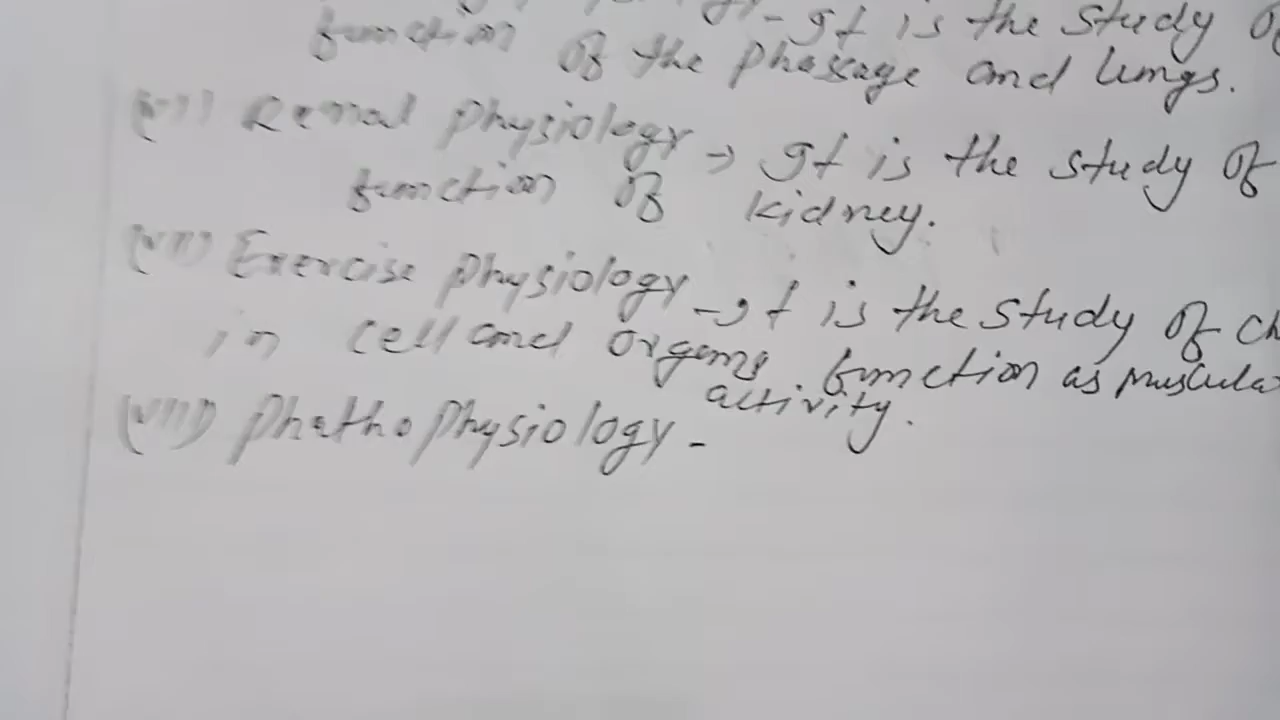 - It is the study of
function of the phassage and lungs.
Renal physiology → It is the study of
function of kidney.
(VII) Exercise physiology - It is the study of ch
in cell and organs function as muscula
activity.
(VIII) Phathophysiology -